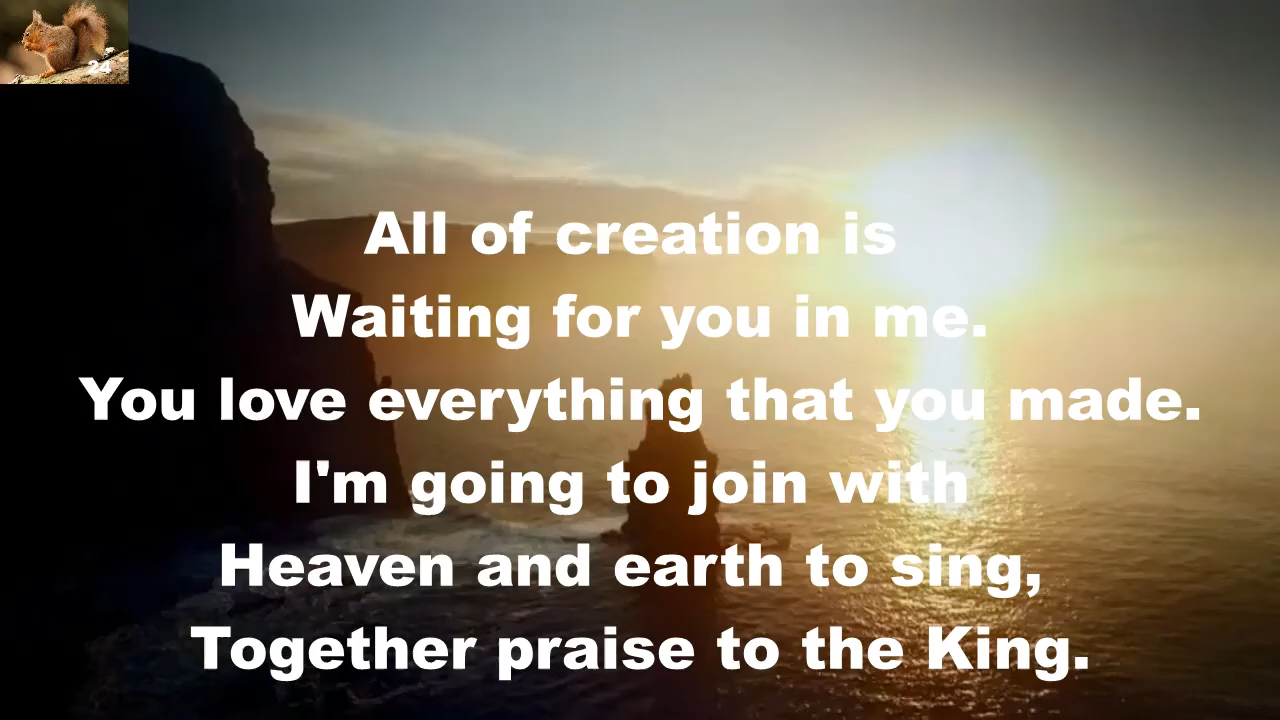 24
All of creation is
Waiting for you in me.
You love everything that you made.
I'm going to join with
Heaven and earth to sing,
Together praise to the King.